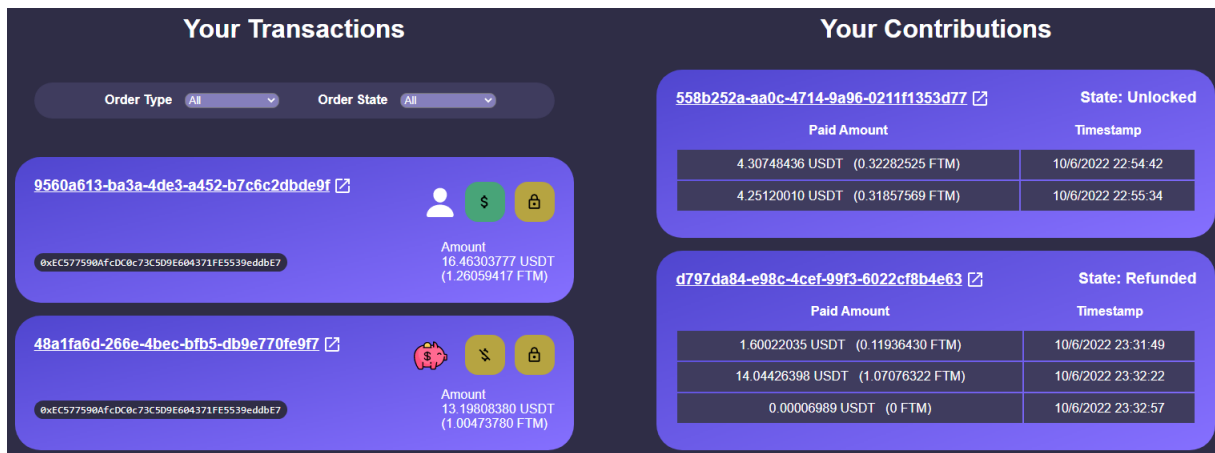 Your Transactions
Order Type All Order State All
9560a613-ba3a-4de3-a452-b7c6c2dbde9f
$
0xEC577590AfcDC0c73C5D9E604371FE5539eddbE7
Amount
16.46303777 USDT
(1.26059417 FTM)
48a1fa6d-266e-4bec-bfb5-db9e770fe9f7
$
0xEC577590AfcDC0c73C5D9E604371FE5539eddbE7
Amount
13.19808380 USDT
(1.00473780 FTM)
Your Contributions
558b252a-aa0c-4714-9a96-0211f1353d77 State: Unlocked
Paid Amount Timestamp
4.30748436 USDT (0.32282525 FTM) 10/6/2022 22:54:42
4.25120010 USDT (0.31857569 FTM) 10/6/2022 22:55:34
d797da84-e98c-4cef-99f3-6022cf8b4e63 State: Refunded
Paid Amount Timestamp
1.60022035 USDT (0.11936430 FTM) 10/6/2022 23:31:49
14.04426398 USDT (1.07076322 FTM) 10/6/2022 23:32:22
0.00006989 USDT (0 FTM) 10/6/2022 23:32:57